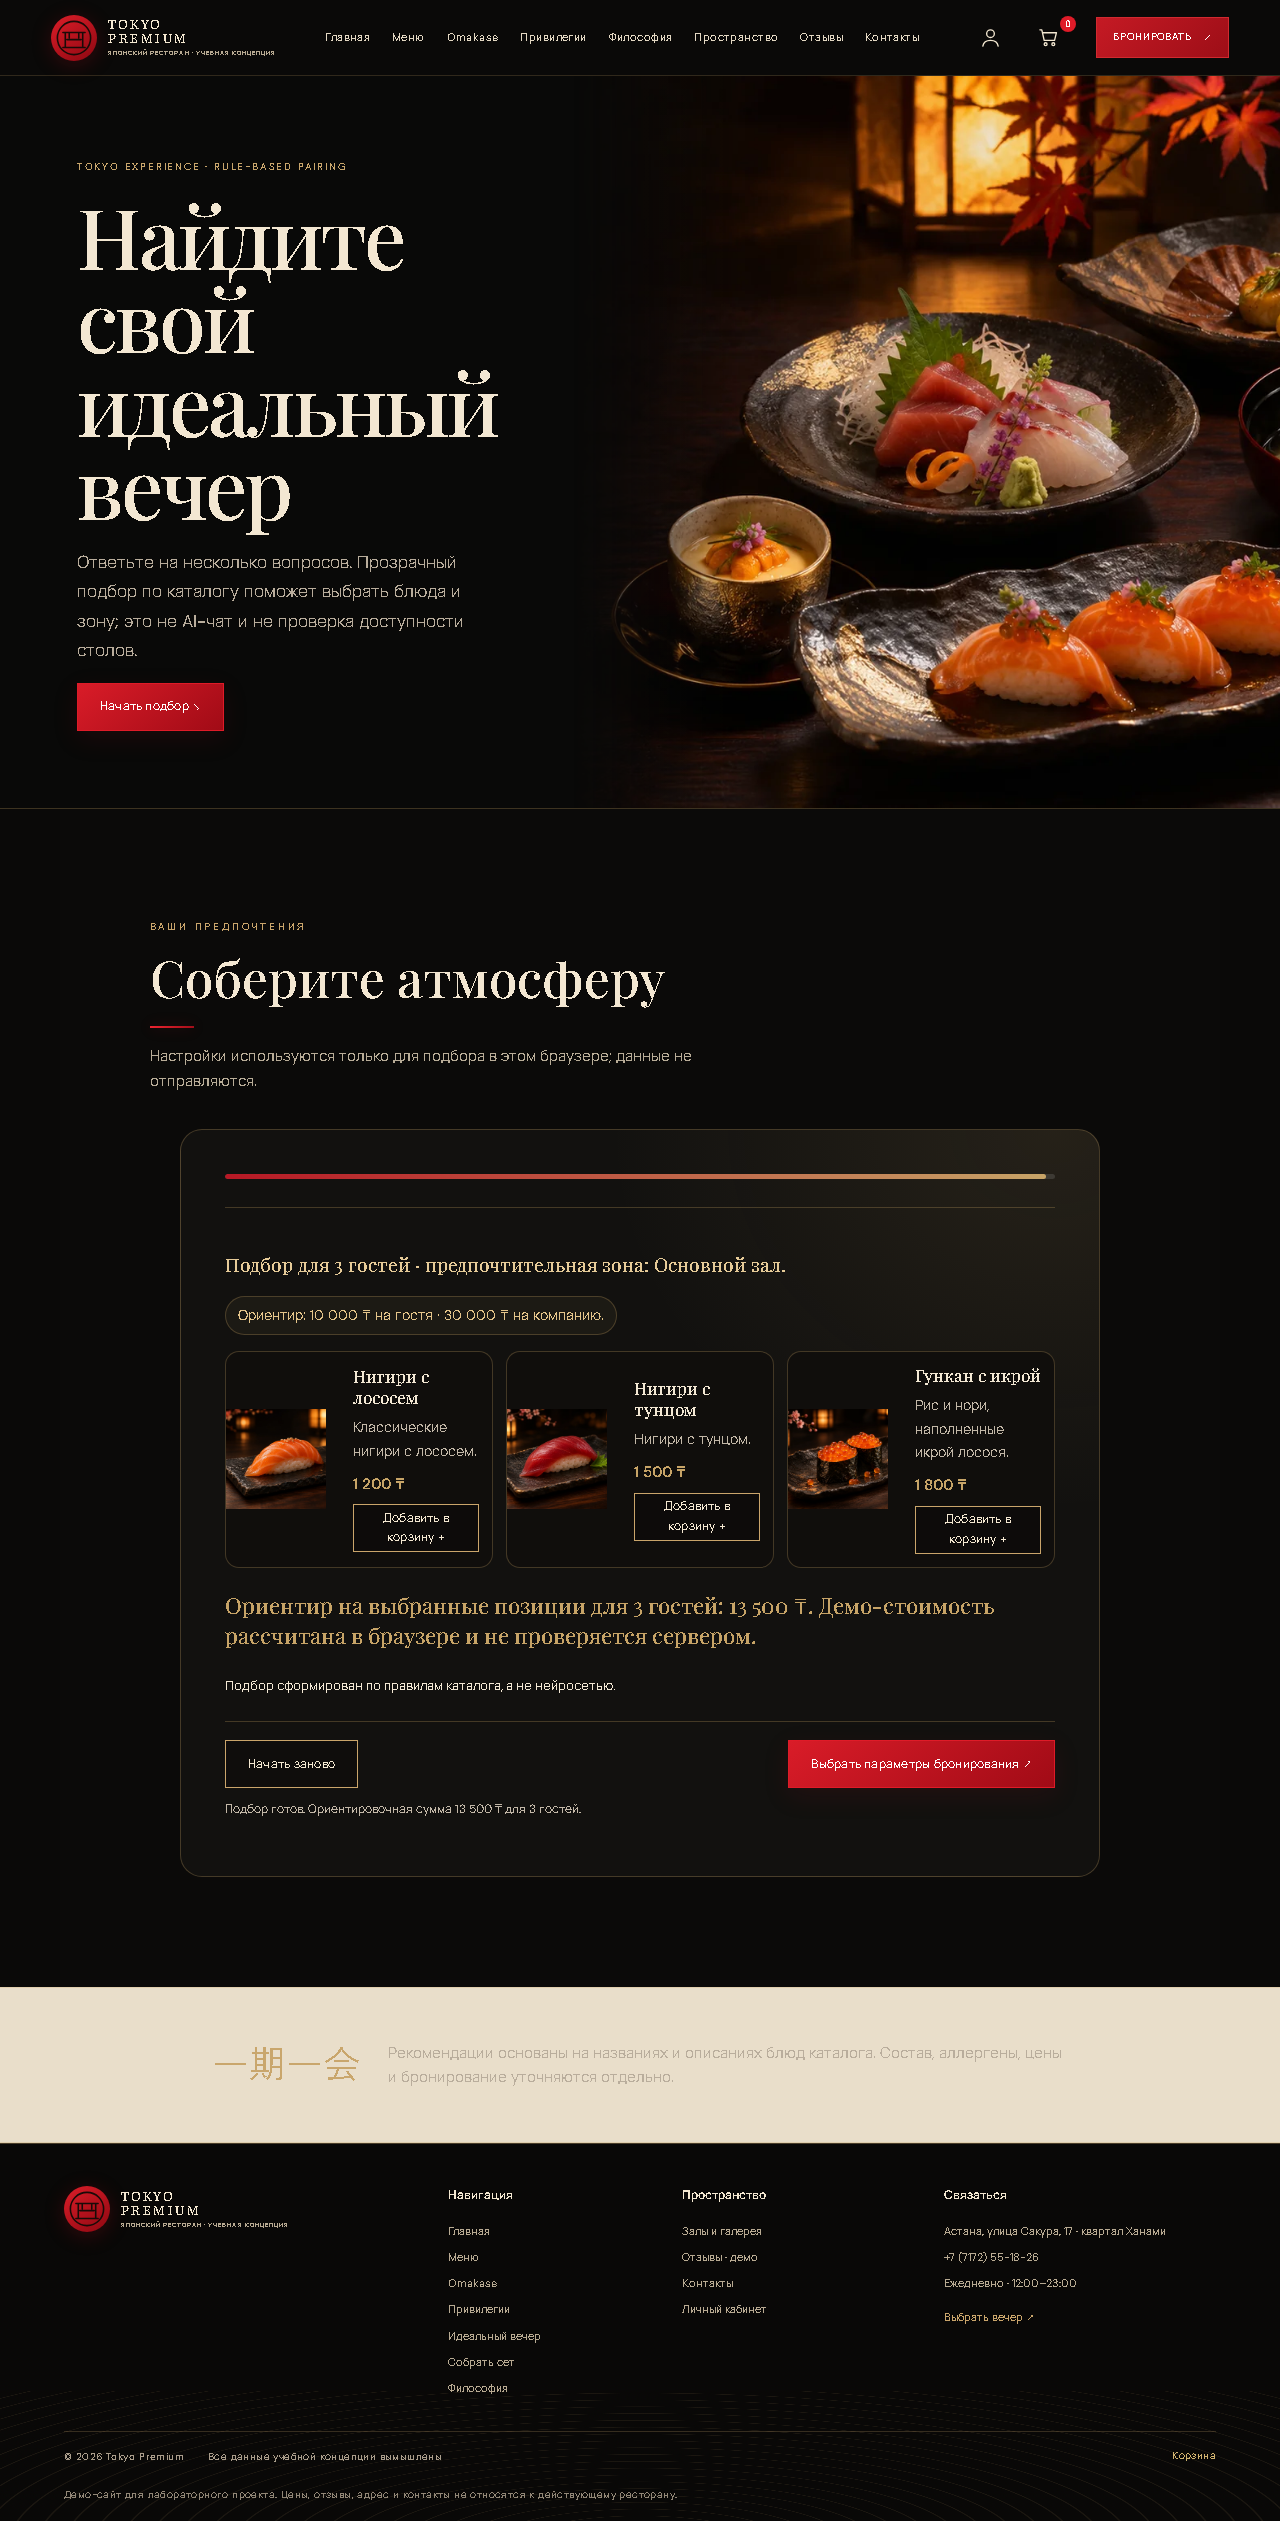 TOKYO
PREMIUM
ЯПОНСКИЙ РЕСТОРАН · УЧЕБНАЯ КОНЦЕПЦИЯ
Главная
Меню
Omakase
Привилегии
Философия
Пространство
Отзывы
Контакты
0
БРОНИРОВАТЬ ↗
TOKYO EXPERIENCE · RULE-BASED PAIRING
Найдите
свой
идеальный
вечер
Ответьте на несколько вопросов. Прозрачный
подбор по каталогу поможет выбрать блюда и
зону; это не AI-чат и не проверка доступности
столов.
Начать подбор ↘
ВАШИ ПРЕДПОЧТЕНИЯ
Соберите атмосферу
Настройки используются только для подбора в этом браузере; данные не
отправляются.
Подбор для 3 гостей · предпочтительная зона: Основной зал.
Ориентир: 10 000 ₸ на гостя · 30 000 ₸ на компанию.
Нигири с
лососем
Классические
нигири с лососем.
1 200 ₸
Добавить в
корзину +
Нигири с
тунцом
Нигири с тунцом.
1 500 ₸
Добавить в
корзину +
Гункан с икрой
Рис и нори,
наполненные
икрой лосося.
1 800 ₸
Добавить в
корзину +
Ориентир на выбранные позиции для 3 гостей: 13 500 ₸. Демо-стоимость
рассчитана в браузере и не проверяется сервером.
Подбор сформирован по правилам каталога, а не нейросетью.
Начать заново
Выбрать параметры бронирования ↗
Подбор готов. Ориентировочная сумма 13 500 ₸ для 3 гостей.
一期一会
Рекомендации основаны на названиях и описаниях блюд каталога. Состав, аллергены, цены
и бронирование уточняются отдельно.
TOKYO
PREMIUM
ЯПОНСКИЙ РЕСТОРАН · УЧЕБНАЯ КОНЦЕПЦИЯ
Навигация
Главная
Меню
Omakase
Привилегии
Идеальный вечер
Собрать сет
Философия
Пространство
Залы и галерея
Отзывы · демо
Контакты
Личный кабинет
Связаться
Астана, улица Сакура, 17 · квартал Ханами
+7 (7172) 55-18-26
Ежедневно · 12:00–23:00
Выбрать вечер ↗
© 2026 Tokyo Premium
Все данные учебной концепции вымышлены
Корзина
Демо-сайт для лабораторного проекта. Цены, отзывы, адрес и контакты не относятся к действующему ресторану.